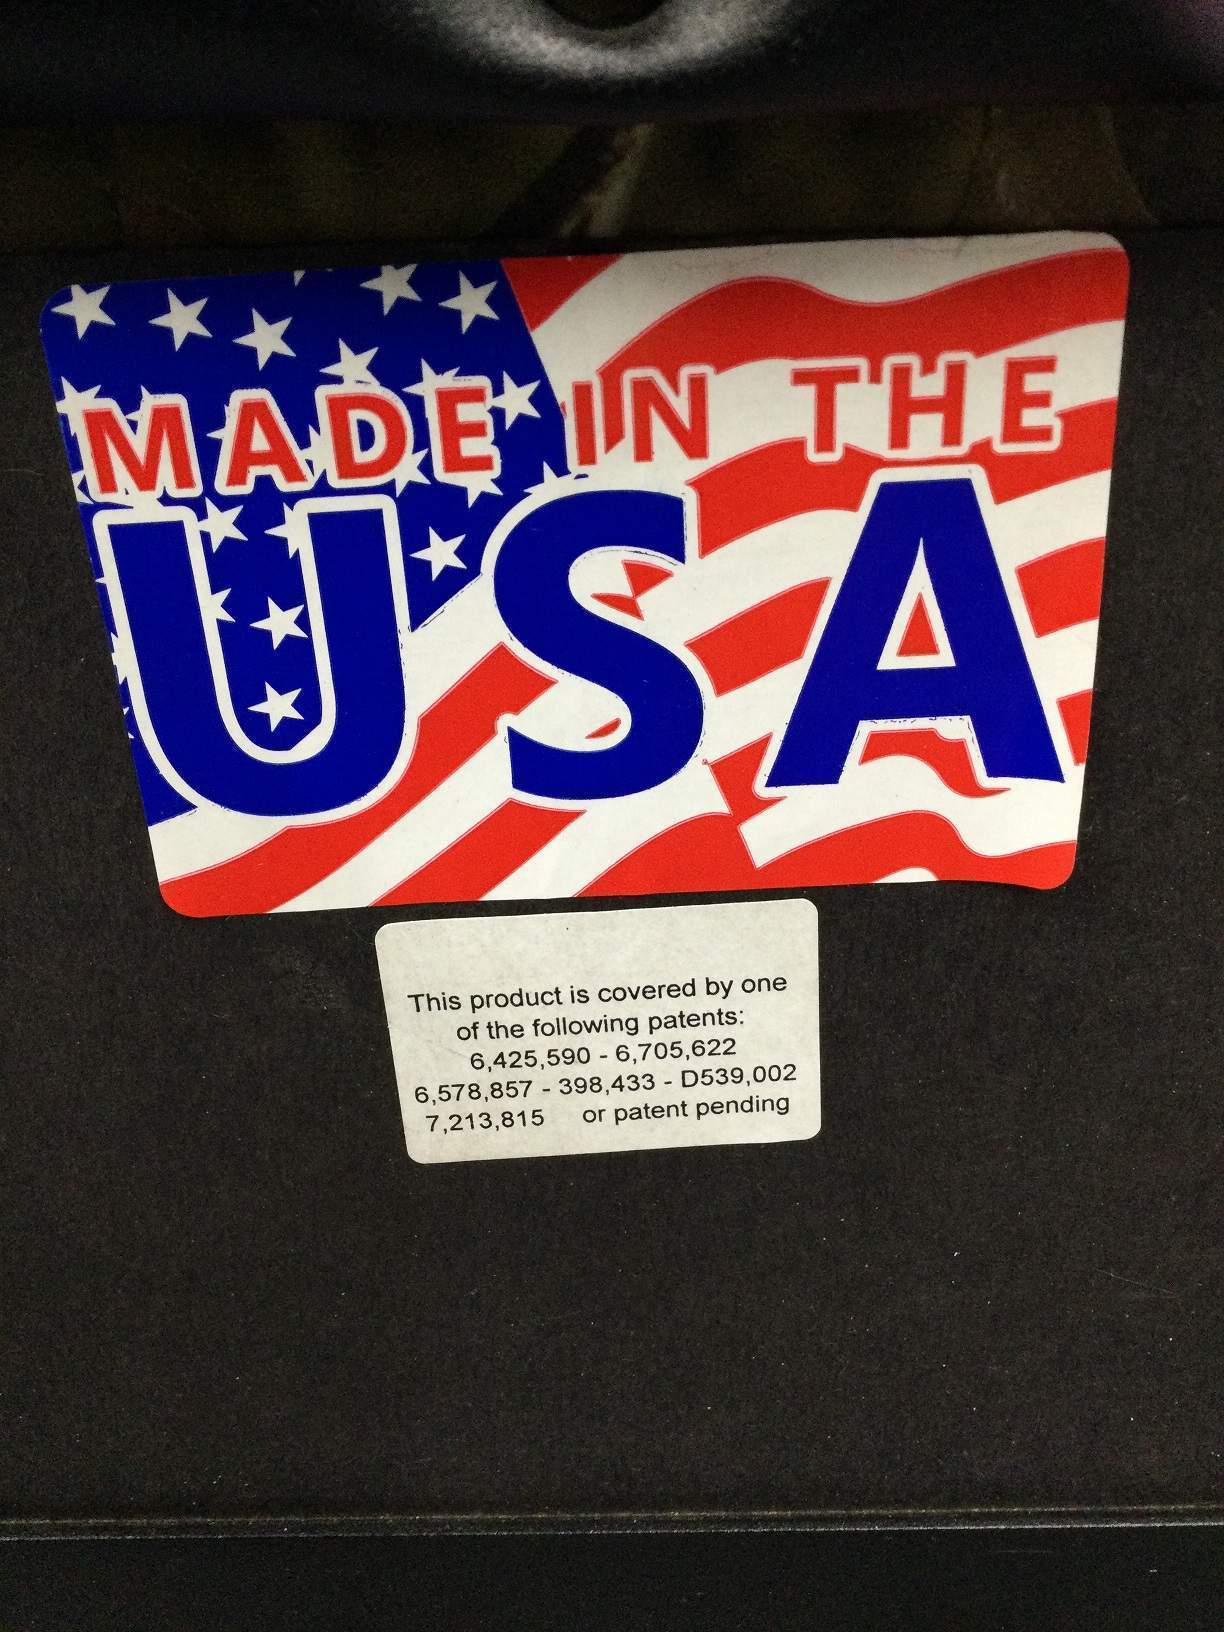 MADE IN THE
USA
This product is covered by one
of the following patents:
6,425,590 - 6,705,622
6,578,857 - 398,433 - D539,002
7,213,815 or patent pending